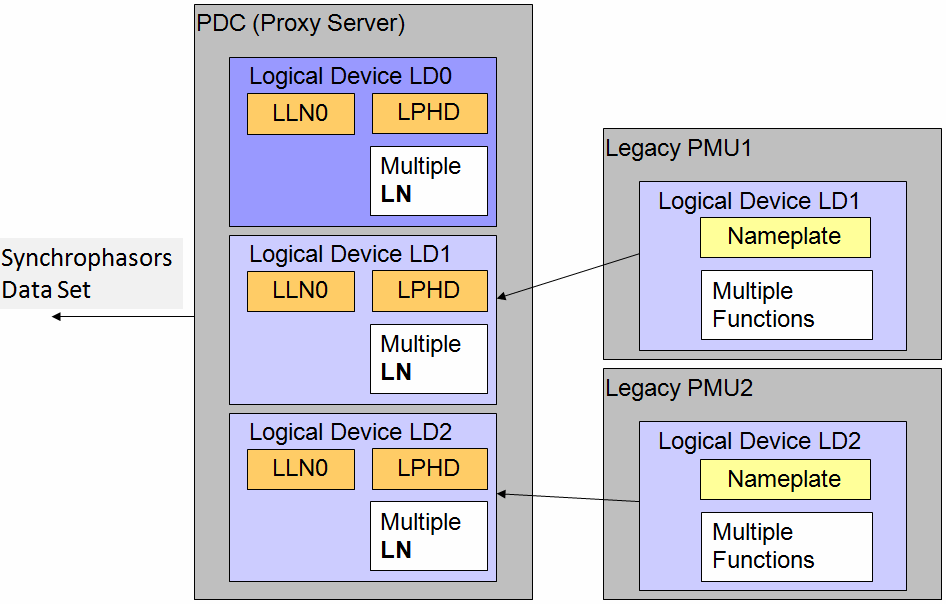 PDC (Proxy Server)
Logical Device LD0
LLN0
LPHD
Multiple
LN
Logical Device LD1
LLN0
LPHD
Multiple
LN
Logical Device LD2
LLN0
LPHD
Multiple
LN
Synchrophasors
Data Set
Legacy PMU1
Logical Device LD1
Nameplate
Multiple
Functions
Legacy PMU2
Logical Device LD2
Nameplate
Multiple
Functions